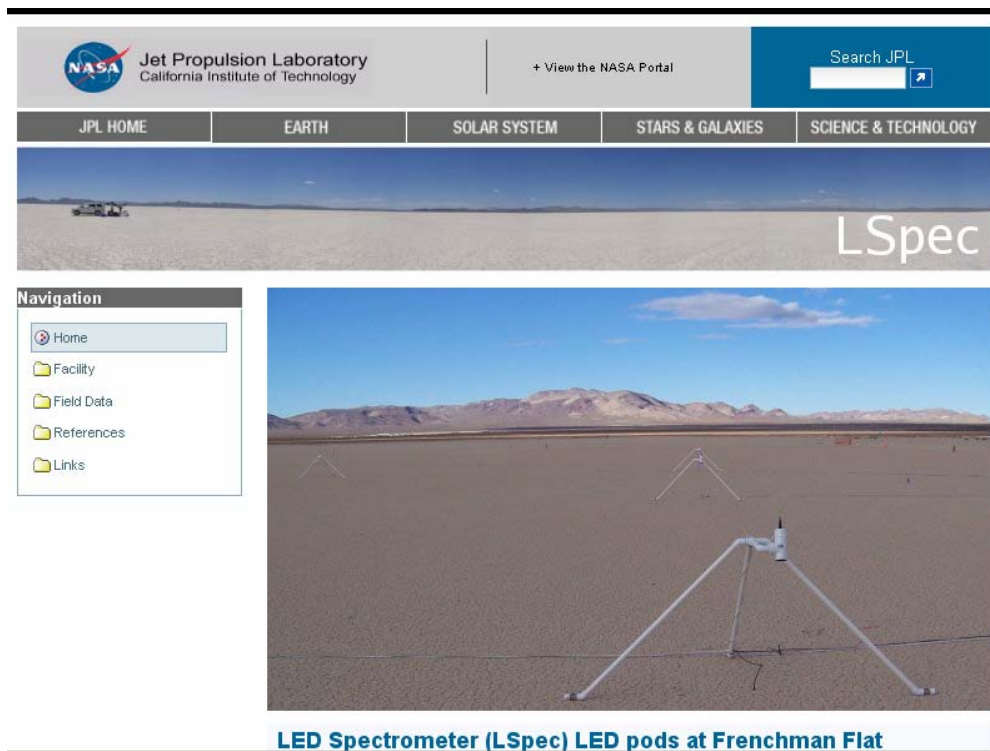 NASA
Jet Propulsion Laboratory
California Institute of Technology
+ View the NASA Portal
Search JPL
JPL HOME
EARTH
SOLAR SYSTEM
STARS & GALAXIES
SCIENCE & TECHNOLOGY
LSpec
Navigation
Home
Facility
Field Data
References
Links
LED Spectrometer (LSpec) LED pods at Frenchman Flat